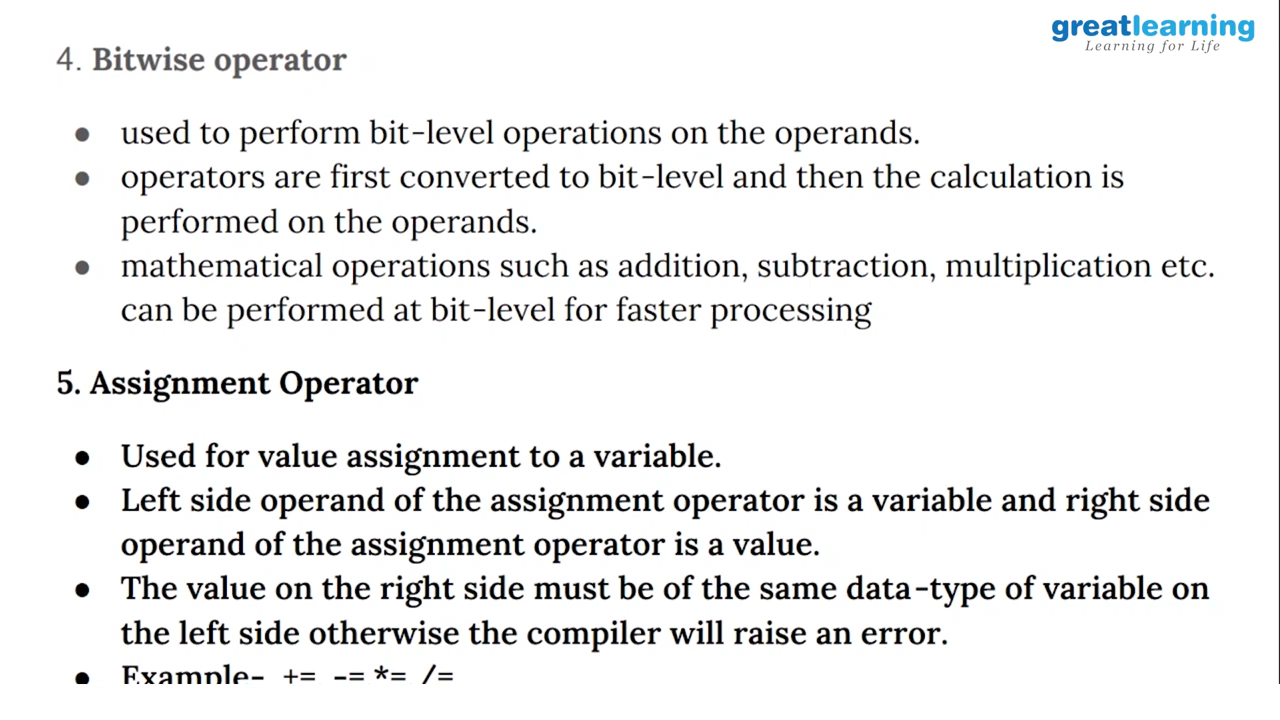 greatlearning
Learning for Life
4. Bitwise operator
● used to perform bit-level operations on the operands.
● operators are first converted to bit-level and then the calculation is
performed on the operands.
● mathematical operations such as addition, subtraction, multiplication etc.
can be performed at bit-level for faster processing
5. Assignment Operator
● Used for value assignment to a variable.
● Left side operand of the assignment operator is a variable and right side
operand of the assignment operator is a value.
● The value on the right side must be of the same data-type of variable on
the left side otherwise the compiler will raise an error.
● Example- += -= *= /=